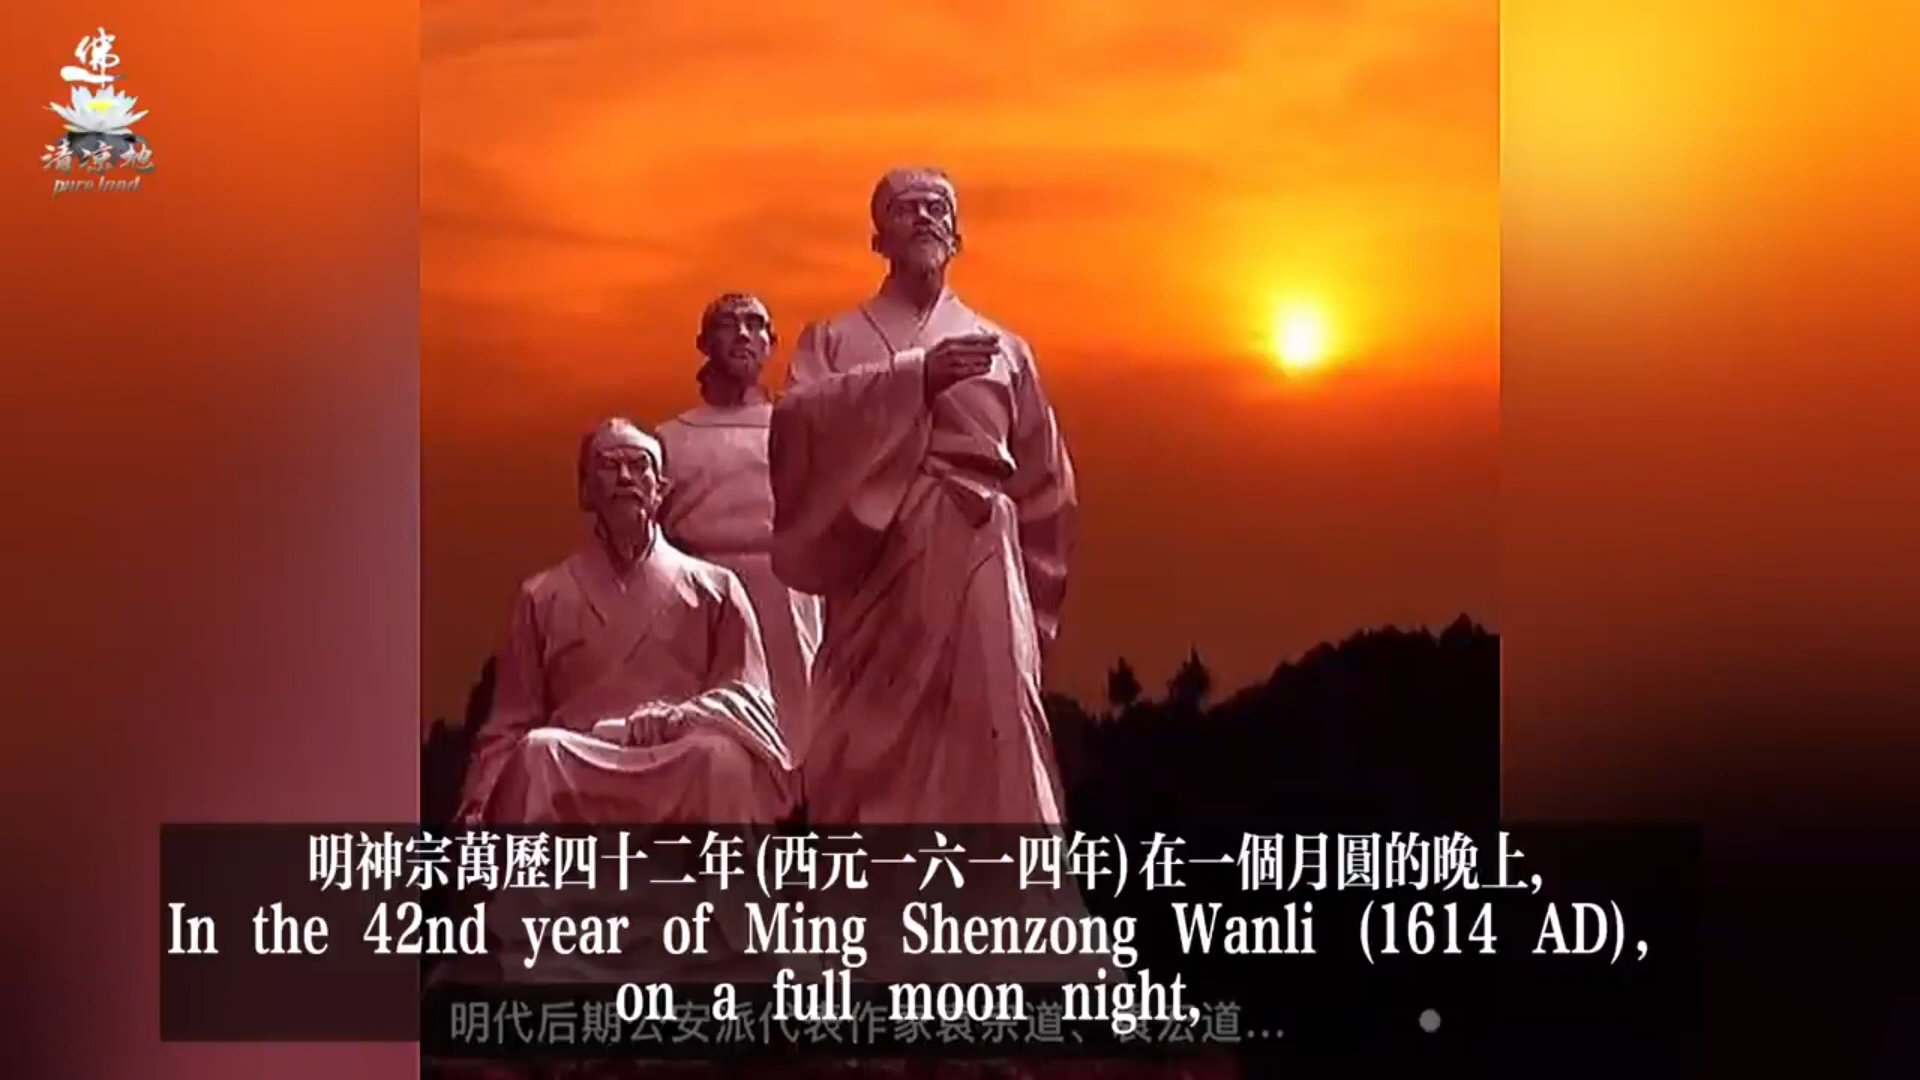 佛
清凉地
pure land
明神宗萬歷四十二年(西元一六一四年)在一個月圓的晚上,
In the 42nd year of Ming Shenzong Wanli (1614 AD),
on a full moon night,
明代后期公安派代表作家袁宗道、袁宏道...